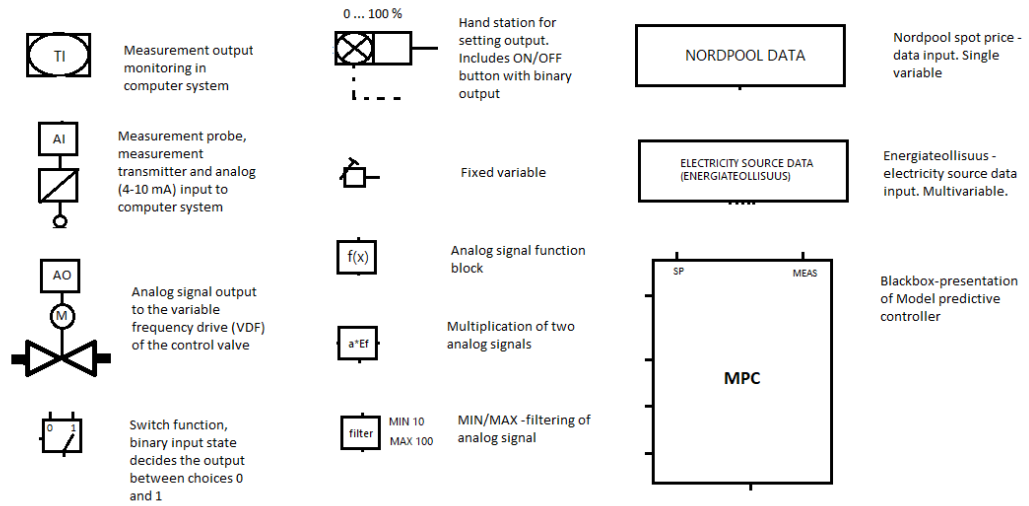 TI
Measurement output
monitoring in
computer system
AI
Measurement probe,
measurement
transmitter and analog
(4-10 mA) input to
computer system
AO
M
Analog signal output
to the variable
frequency drive (VDF)
of the control valve
0 1
Switch function,
binary input state
decides the output
between choices 0
and 1
0 ... 100 %
Hand station for
setting output.
Includes ON/OFF
button with binary
output
Fixed variable
f(x)
Analog signal function
block
a*Ef
Multiplication of two
analog signals
filter
MIN 10
MAX 100
MIN/MAX -filtering of
analog signal
NORDPOOL DATA
Nordpool spot price -
data input. Single
variable
ELECTRICITY SOURCE DATA
(ENERGIATEOLLISUUS)
Energiateollisuus -
electricity source data
input. Multivariable.
SP MEAS
MPC
Blackbox-presentation
of Model predictive
controller